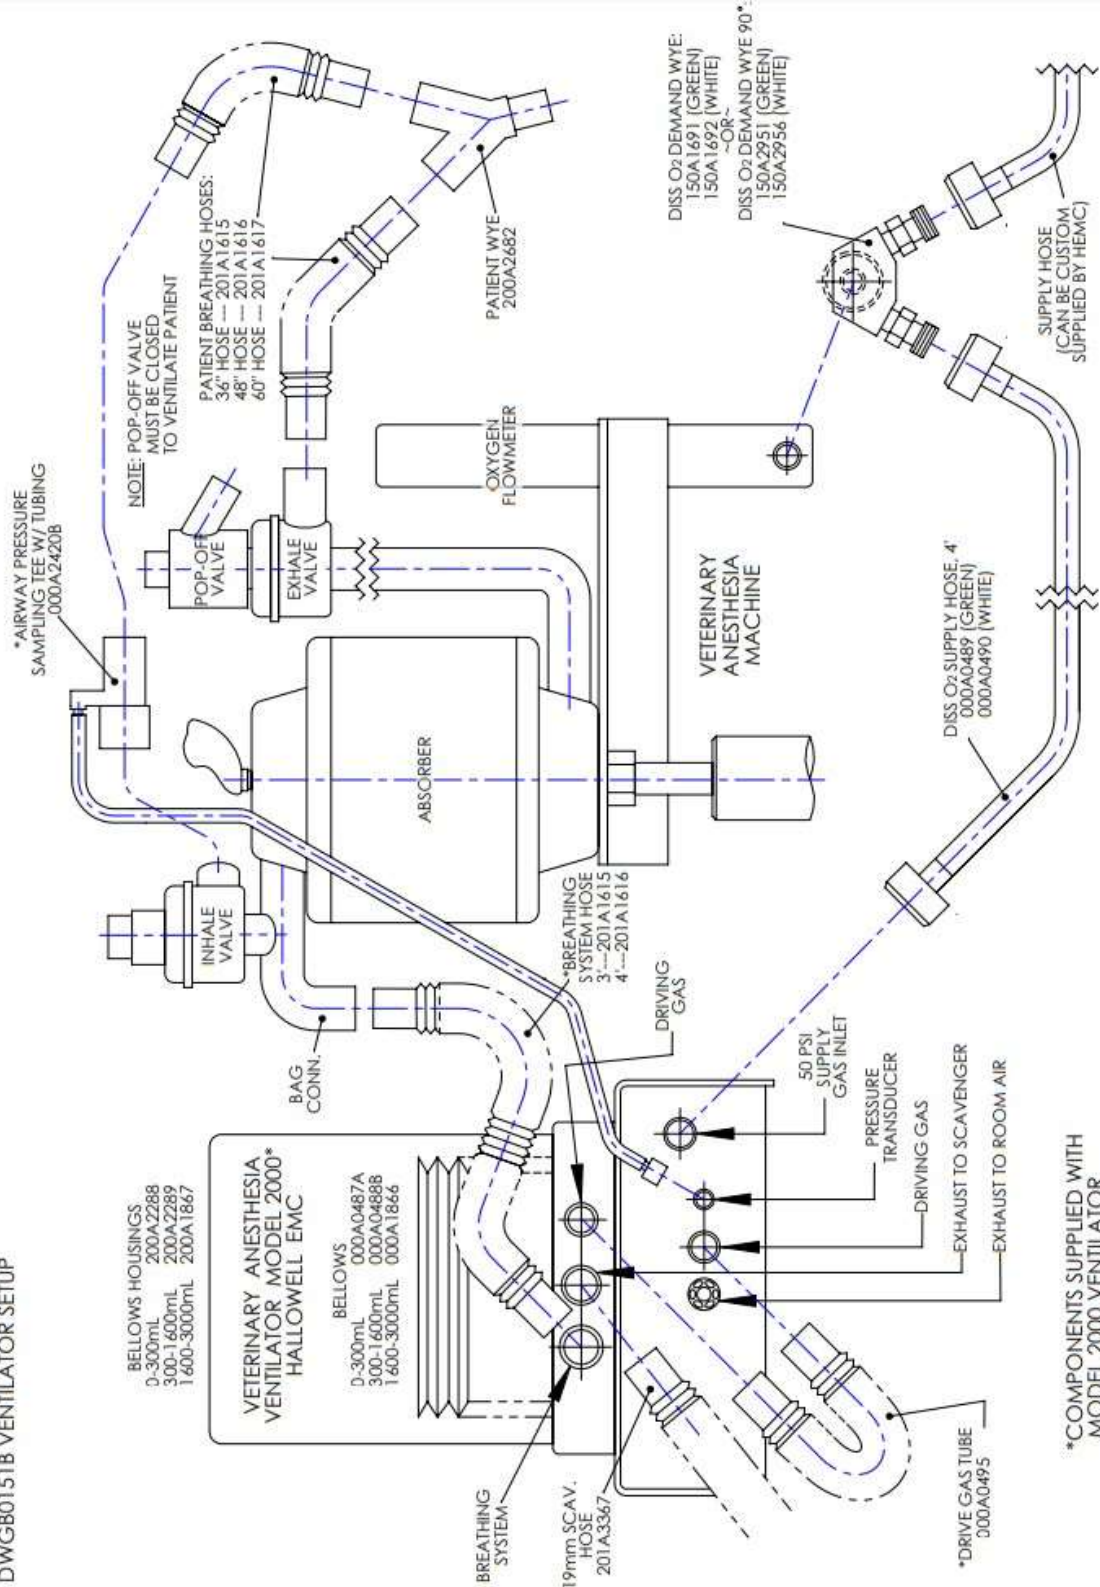 DWGB0151B VENTILATOR SETUP
BELLOWS HOUSINGS
0-300mL 200A2288
300-1600mL 200A2289
1600-3000mL 200A1867
VETERINARY ANESTHESIA
VENTILATOR MODEL 2000*
HALLOWELL EMC
BELLOWS
0-300mL 000A0487A
300-1600mL 000A0488B
1600-3000mL 000A1866
BREATHING
SYSTEM
19mm SCAV.
HOSE
201A3367
*DRIVE GAS TUBE
000A0495
BAG
CONN.
INHALE
VALVE
*AIRWAY PRESSURE
SAMPLING TEE W/ TUBING
000A2420B
NOTE: POP-OFF VALVE
MUST BE CLOSED
TO VENTILATE PATIENT
PATIENT BREATHING HOSES:
36" HOSE --- 201A1615
48" HOSE --- 201A1616
60" HOSE --- 201A1617
POP-OFF
VALVE
EXHALE
VALVE
ABSORBER
*BREATHING
SYSTEM HOSE
3'---201A1615
4'---201A1616
DRIVING
GAS
PATIENT WYE
200A2682
OXYGEN
FLOWMETER
VETERINARY
ANESTHESIA
MACHINE
DISS O2 DEMAND WYE:
150A1691 (GREEN)
150A1692 (WHITE)
~OR~
DISS O2 DEMAND WYE 90°:
150A2951 (GREEN)
150A2956 (WHITE)
50 PSI
SUPPLY
GAS INLET
PRESSURE
TRANSDUCER
DRIVING GAS
EXHAUST TO SCAVENGER
EXHAUST TO ROOM AIR
DISS O2 SUPPLY HOSE, 4'
000A0489 (GREEN)
000A0490 (WHITE)
SUPPLY HOSE
(CAN BE CUSTOM
SUPPLIED BY HEMC)
*COMPONENTS SUPPLIED WITH
MODEL 2000 VENTILATOR